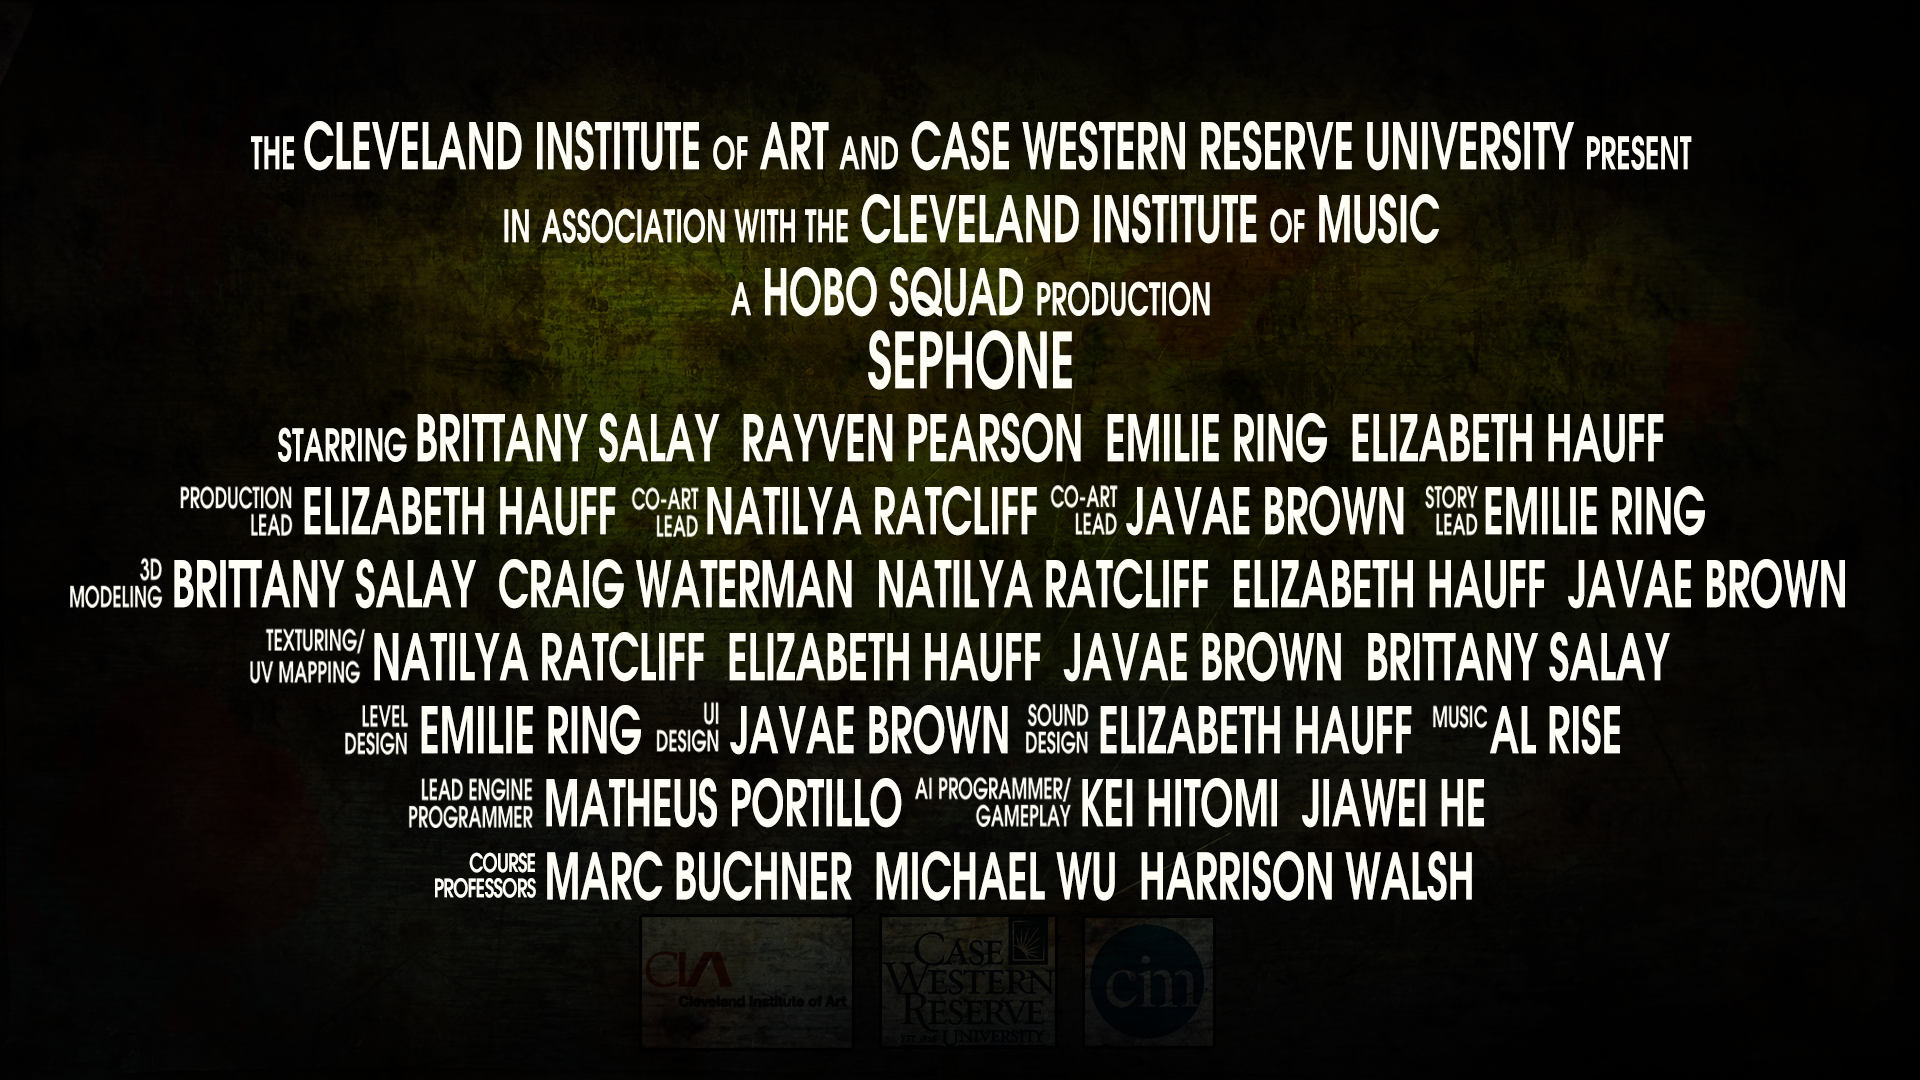 THE CLEVELAND INSTITUTE OF ART AND CASE WESTERN RESERVE UNIVERSITY PRESENT
IN ASSOCIATION WITH THE CLEVELAND INSTITUTE OF MUSIC
A HOBO SQUAD PRODUCTION
SEPHONE
STARRING BRITTANY SALAY RAYVEN PEARSON EMILIE RING ELIZABETH HAUFF
PRODUCTION LEAD ELIZABETH HAUFF CO-ART LEAD NATILYA RATCLIFF CO-ART LEAD JAVAE BROWN STORY LEAD EMILIE RING
3D MODELING BRITTANY SALAY CRAIG WATERMAN NATILYA RATCLIFF ELIZABETH HAUFF JAVAE BROWN
TEXTURING/ UV MAPPING NATILYA RATCLIFF ELIZABETH HAUFF JAVAE BROWN BRITTANY SALAY
LEVEL DESIGN EMILIE RING UI DESIGN JAVAE BROWN SOUND DESIGN ELIZABETH HAUFF MUSIC AL RISE
LEAD ENGINE PROGRAMMER MATHEUS PORTILLO AI PROGRAMMER/ GAMEPLAY KEI HITOMI JIAWEI HE
COURSE PROFESSORS MARC BUCHNER MICHAEL WU HARRISON WALSH
CIA
Cleveland Institute of Art
CASE
WESTERN
RESERVE
UNIVERSITY
cim